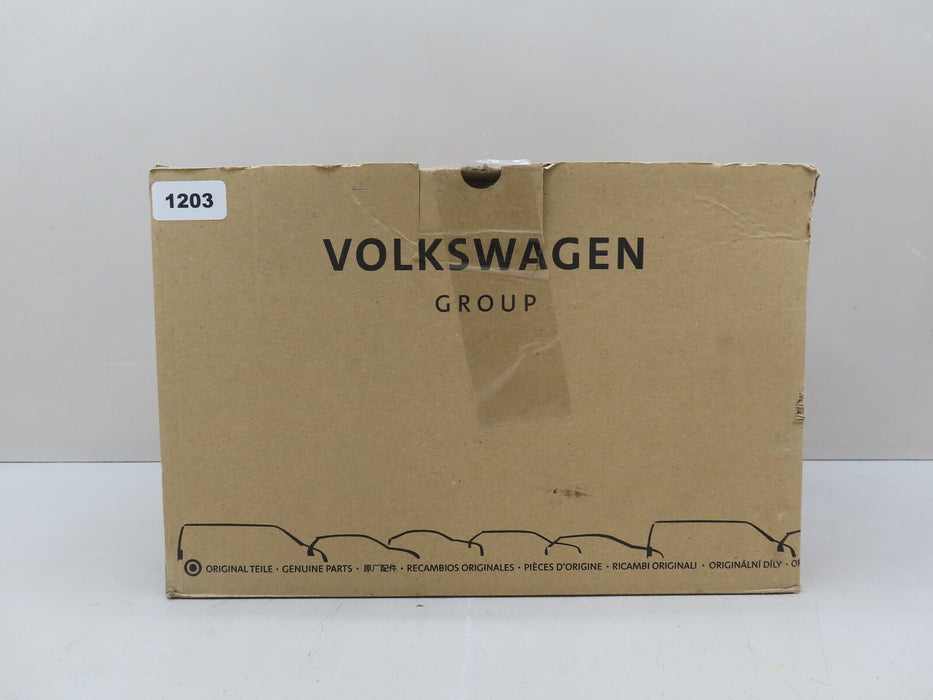 1203
VOLKSWAGEN
GROUP
ORIGINAL TEILE · GENUINE PARTS · 原厂配件 · RECAMBIOS ORIGINALES · PIÈCES D'ORIGINE · RICAMBI ORIGINALI · ORIGINÁLNÍ DÍLY ·